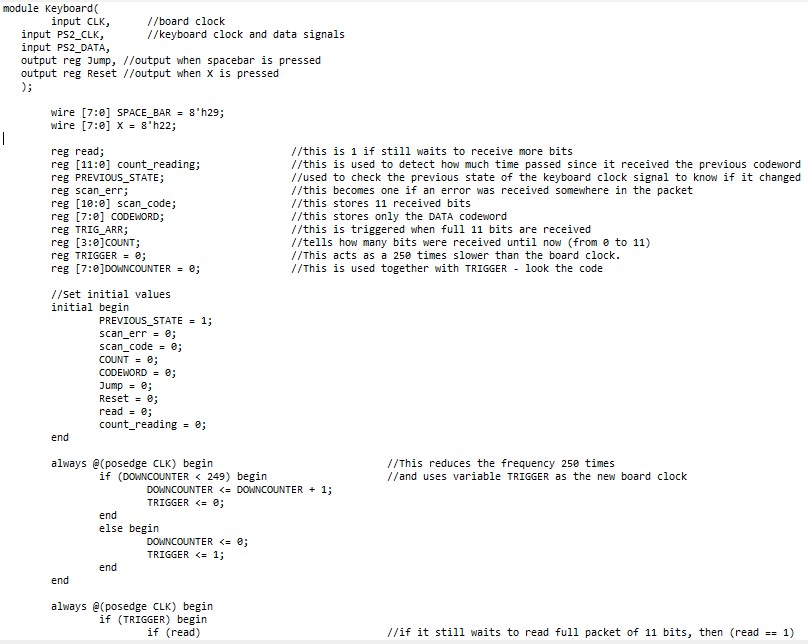 module Keyboard(
input CLK, //board clock
input PS2_CLK, //keyboard clock and data signals
input PS2_DATA,
output reg Jump, //output when spacebar is pressed
output reg Reset //output when X is pressed
);
wire [7:0] SPACE_BAR = 8'h29;
wire [7:0] X = 8'h22;
reg read; //this is 1 if still waits to receive more bits
reg [11:0] count_reading; //this is used to detect how much time passed since it received the previous codeword
reg PREVIOUS_STATE; //used to check the previous state of the keyboard clock signal to know if it changed
reg scan_err; //this becomes one if an error was received somewhere in the packet
reg [10:0] scan_code; //this stores 11 received bits
reg [7:0] CODEWORD; //this stores only the DATA codeword
reg TRIG_ARR; //this is triggered when full 11 bits are received
reg [3:0]COUNT; //tells how many bits were received until now (from 0 to 11)
reg TRIGGER = 0; //This acts as a 250 times slower than the board clock.
reg [7:0]DOWNCOUNTER = 0; //This is used together with TRIGGER - look the code
//Set initial values
initial begin
PREVIOUS_STATE = 1;
scan_err = 0;
scan_code = 0;
COUNT = 0;
CODEWORD = 0;
Jump = 0;
Reset = 0;
read = 0;
count_reading = 0;
end
always @(posedge CLK) begin //This reduces the frequency 250 times
if (DOWNCOUNTER < 249) begin //and uses variable TRIGGER as the new board clock
DOWNCOUNTER <= DOWNCOUNTER + 1;
TRIGGER <= 0;
end
else begin
DOWNCOUNTER <= 0;
TRIGGER <= 1;
end
end
always @(posedge CLK) begin
if (TRIGGER) begin
if (read) //if it still waits to read full packet of 11 bits, then (read == 1)